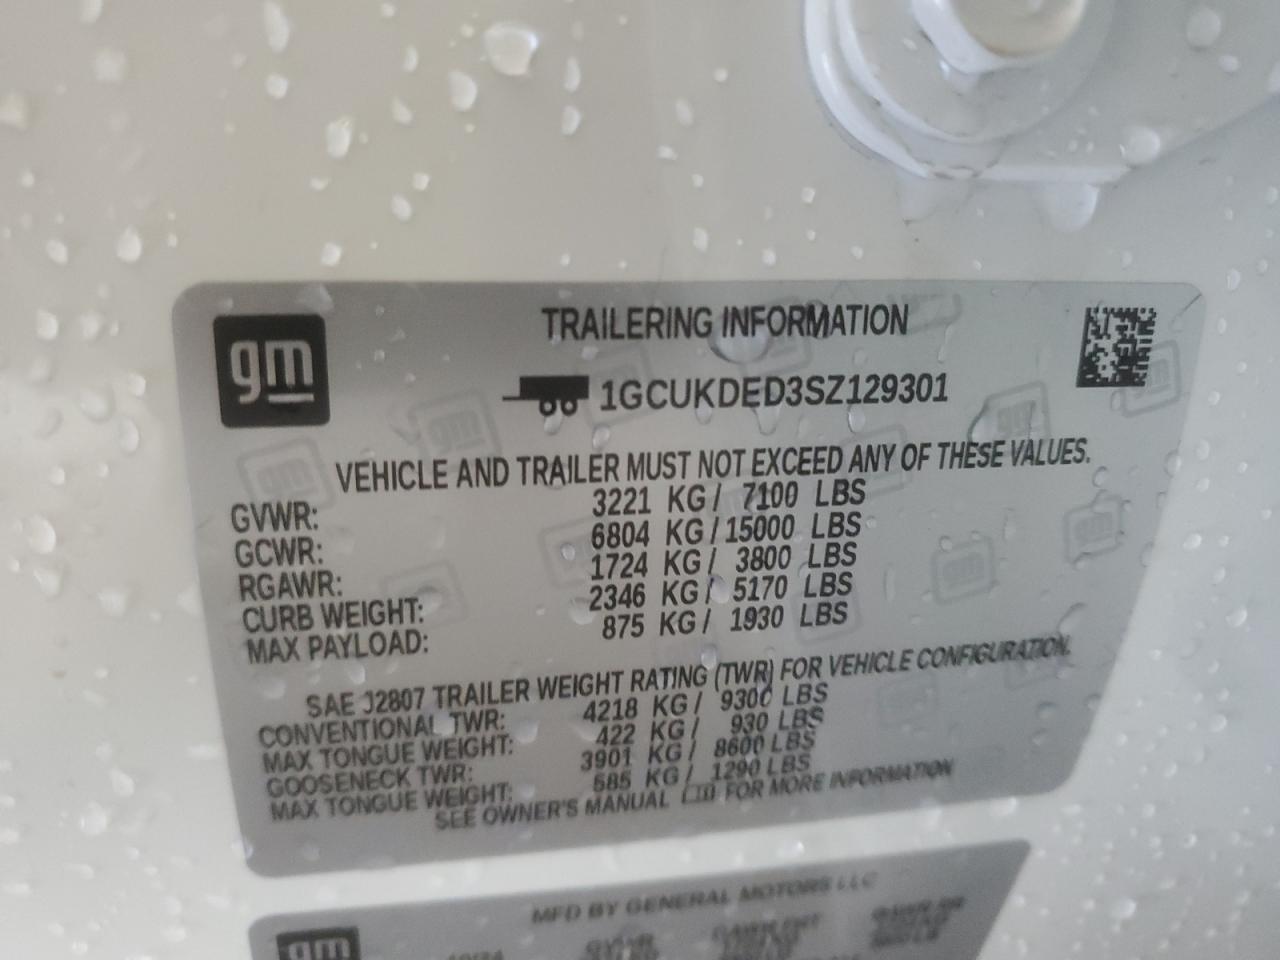 gm
TRAILERING INFORMATION
1GCUKDED3SZ129301
VEHICLE AND TRAILER MUST NOT EXCEED ANY OF THESE VALUES.
GVWR: 3221 KG/ 7100 LBS
GCWR: 6804 KG/15000 LBS
RGAWR: 1724 KG/ 3800 LBS
CURB WEIGHT: 2346 KG/ 5170 LBS
MAX PAYLOAD: 875 KG/ 1930 LBS
SAE J2807 TRAILER WEIGHT RATING (TWR) FOR VEHICLE CONFIGURATION.
CONVENTIONAL TWR: 4218 KG/ 9300 LBS
MAX TONGUE WEIGHT: 422 KG/ 930 LBS
GOOSENECK TWR: 3901 KG/ 8600 LBS
MAX TONGUE WEIGHT: 585 KG/ 1290 LBS
SEE OWNER'S MANUAL FOR MORE INFORMATION
gm
MFD BY GENERAL MOTORS LLC
GVWR